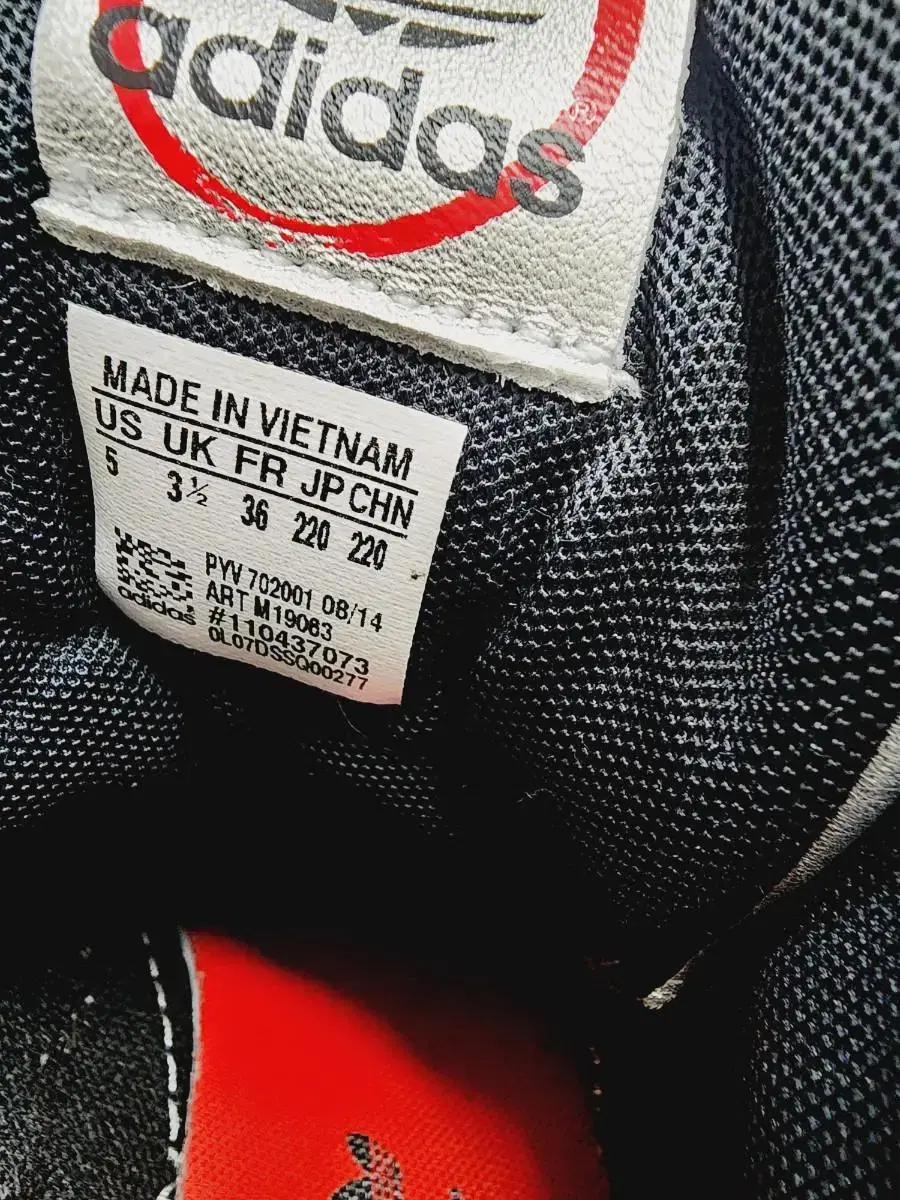 adidas®
MADE IN VIETNAM
US UK FR JP CHN
5 3½ 36 220 220
PYV 702001 08/14
ART M19063
#110437073
0L07DSSQ00277
adidas